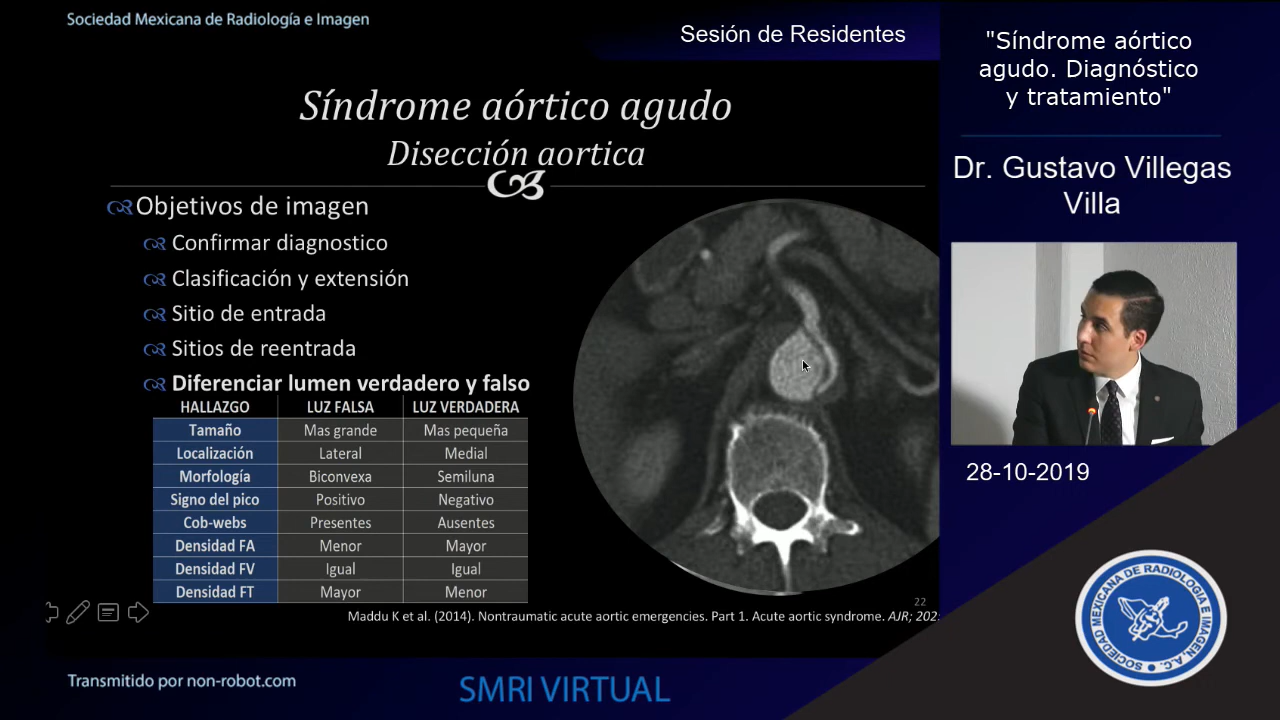 Sociedad Mexicana de Radiología e Imagen
Sesión de Residentes
"Síndrome aórtico
agudo. Diagnóstico
y tratamiento"
Dr. Gustavo Villegas
Villa
28-10-2019
Síndrome aórtico agudo
Disección aortica
Objetivos de imagen
Confirmar diagnostico
Clasificación y extensión
Sitio de entrada
Sitios de reentrada
Diferenciar lumen verdadero y falso
HALLAZGO LUZ FALSA LUZ VERDADERA
Tamaño Mas grande Mas pequeña
Localización Lateral Medial
Morfología Biconvexa Semiluna
Signo del pico Positivo Negativo
Cob-webs Presentes Ausentes
Densidad FA Menor Mayor
Densidad FV Igual Igual
Densidad FT Mayor Menor
22
Maddu K et al. (2014). Nontraumatic acute aortic emergencies. Part 1. Acute aortic syndrome. AJR; 202:
SOCIEDAD MEXICANA DE RADIOLOGÍA E IMAGEN, A.C.
Transmitido por non-robot.com
SMRI VIRTUAL